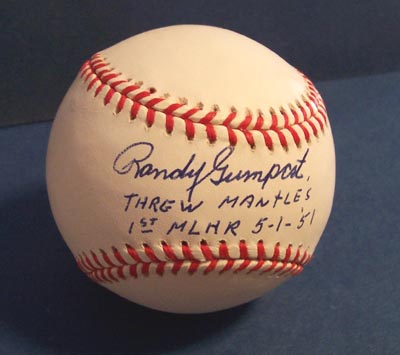 Randy Gumpert,
THREW MANTLES
1ST MLHR 5-1-'51